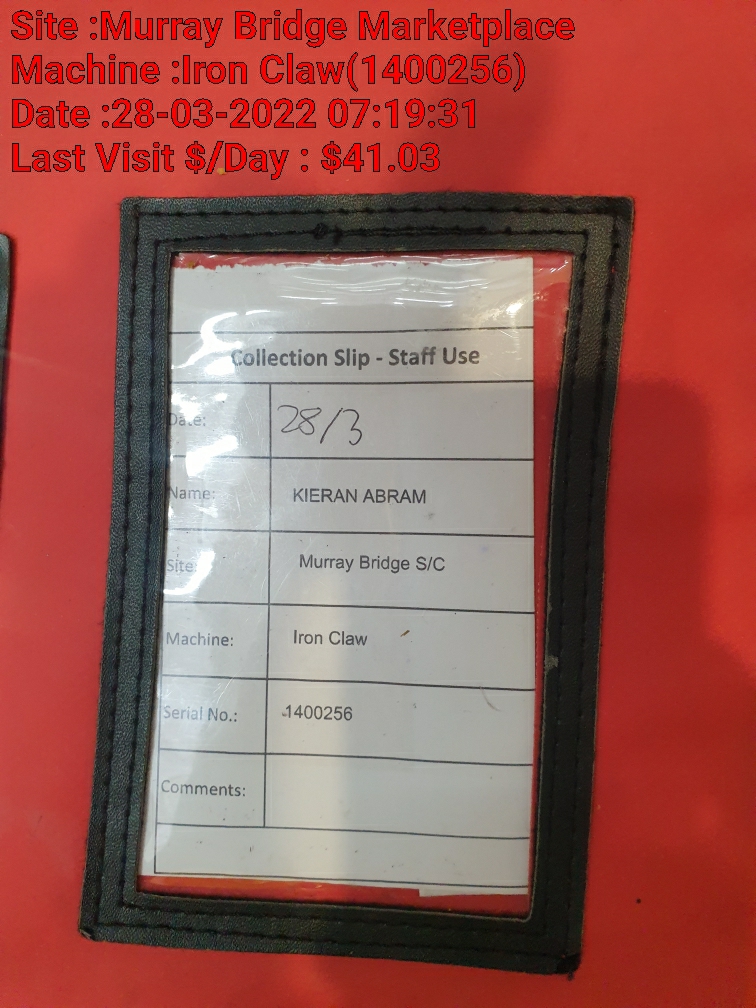 Site :Murray Bridge Marketplace
Machine :Iron Claw(1400256)
Date :28-03-2022 07:19:31
Last Visit $/Day : $41.03
Collection Slip - Staff Use
Date: 28/3
Name: KIERAN ABRAM
Site: Murray Bridge S/C
Machine: Iron Claw
Serial No.: 1400256
Comments: